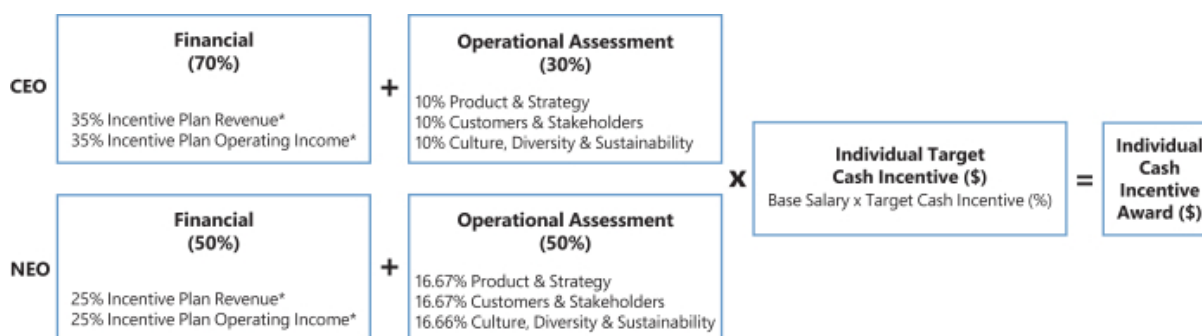 CEO
Financial
(70%)
35% Incentive Plan Revenue*
35% Incentive Plan Operating Income*
+
Operational Assessment
(30%)
10% Product & Strategy
10% Customers & Stakeholders
10% Culture, Diversity & Sustainability
NEO
Financial
(50%)
25% Incentive Plan Revenue*
25% Incentive Plan Operating Income*
+
Operational Assessment
(50%)
16.67% Product & Strategy
16.67% Customers & Stakeholders
16.66% Culture, Diversity & Sustainability
x
Individual Target
Cash Incentive ($)
Base Salary x Target Cash Incentive (%)
=
Individual
Cash
Incentive
Award ($)